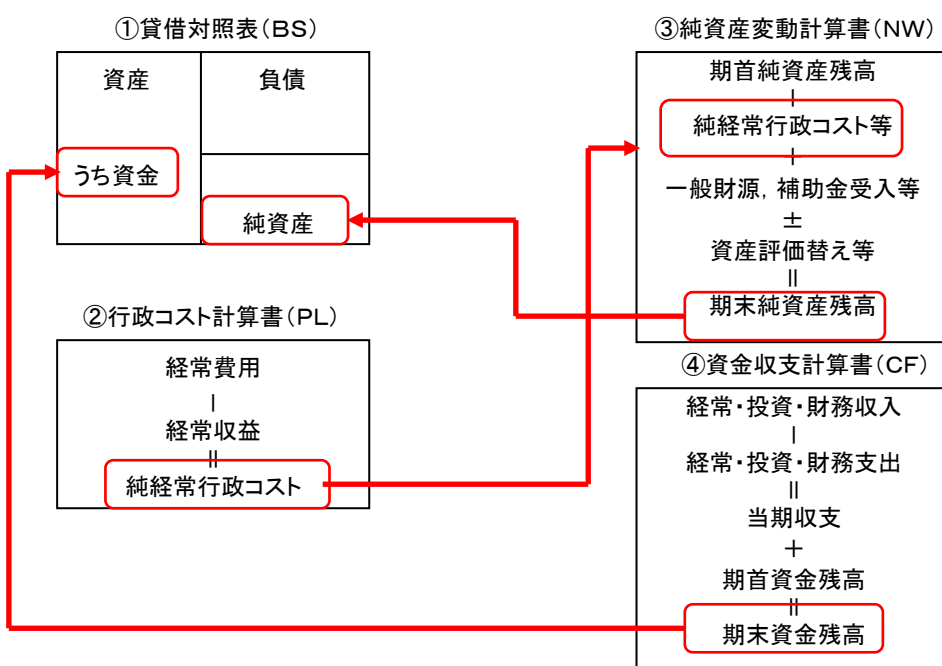 ①貸借対照表(BS)
資産
負債
うち資金
純資産
②行政コスト計算書(PL)
経常費用
|
経常収益
||
純経常行政コスト
③純資産変動計算書(NW)
期首純資産残高
|
純経常行政コスト等
+
一般財源,補助金受入等
±
資産評価替え等
||
期末純資産残高
④資金収支計算書(CF)
経常・投資・財務収入
|
経常・投資・財務支出
||
当期収支
+
期首資金残高
||
期末資金残高